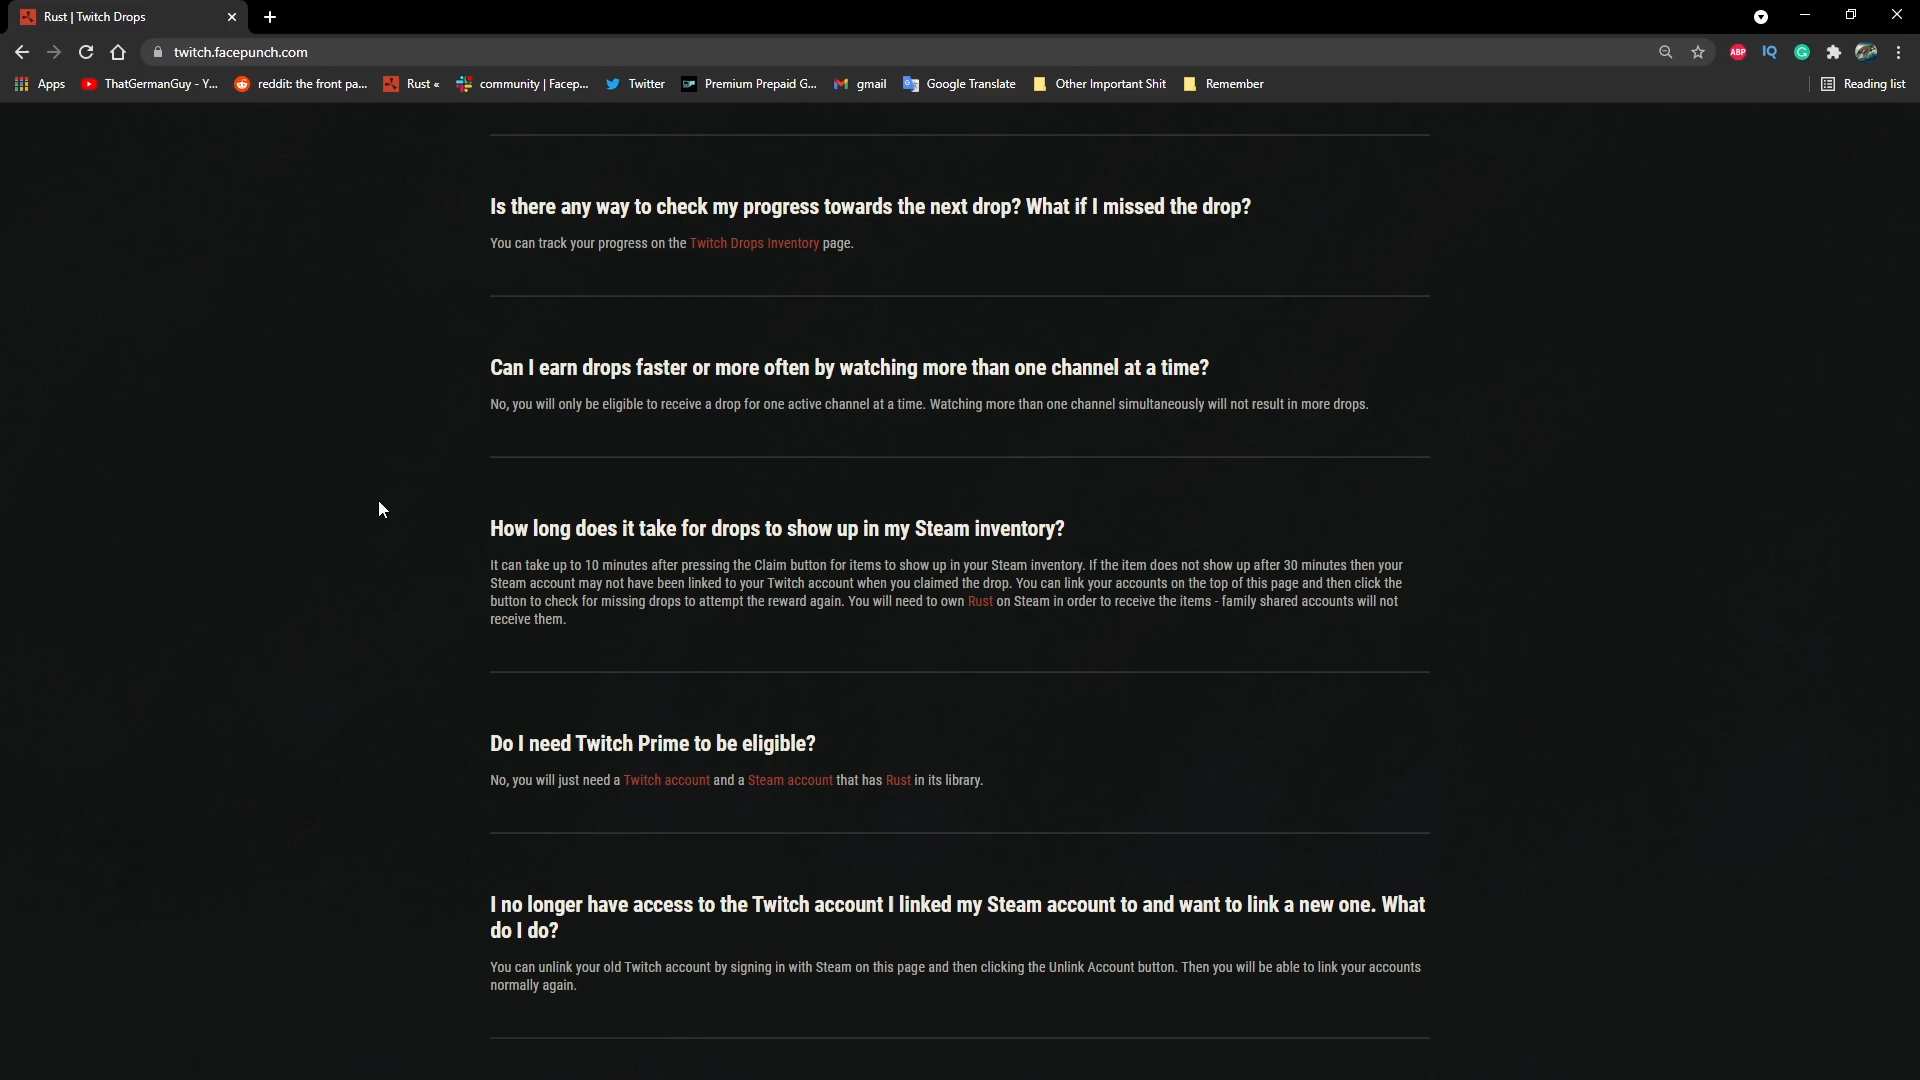 Rust | Twitch Drops
twitch.facepunch.com
ABP
IQ
Apps
ThatGermanGuy - Y...
reddit: the front pa...
Rust «
community | Facep...
Twitter
Premium Prepaid G...
gmail
Google Translate
Other Important Shit
Remember
Reading list
Is there any way to check my progress towards the next drop? What if I missed the drop?
You can track your progress on the Twitch Drops Inventory page.
Can I earn drops faster or more often by watching more than one channel at a time?
No, you will only be eligible to receive a drop for one active channel at a time. Watching more than one channel simultaneously will not result in more drops.
How long does it take for drops to show up in my Steam inventory?
It can take up to 10 minutes after pressing the Claim button for items to show up in your Steam inventory. If the item does not show up after 30 minutes then your
Steam account may not have been linked to your Twitch account when you claimed the drop. You can link your accounts on the top of this page and then click the
button to check for missing drops to attempt the reward again. You will need to own Rust on Steam in order to receive the items - family shared accounts will not
receive them.
Do I need Twitch Prime to be eligible?
No, you will just need a Twitch account and a Steam account that has Rust in its library.
I no longer have access to the Twitch account I linked my Steam account to and want to link a new one. What
do I do?
You can unlink your old Twitch account by signing in with Steam on this page and then clicking the Unlink Account button. Then you will be able to link your accounts
normally again.